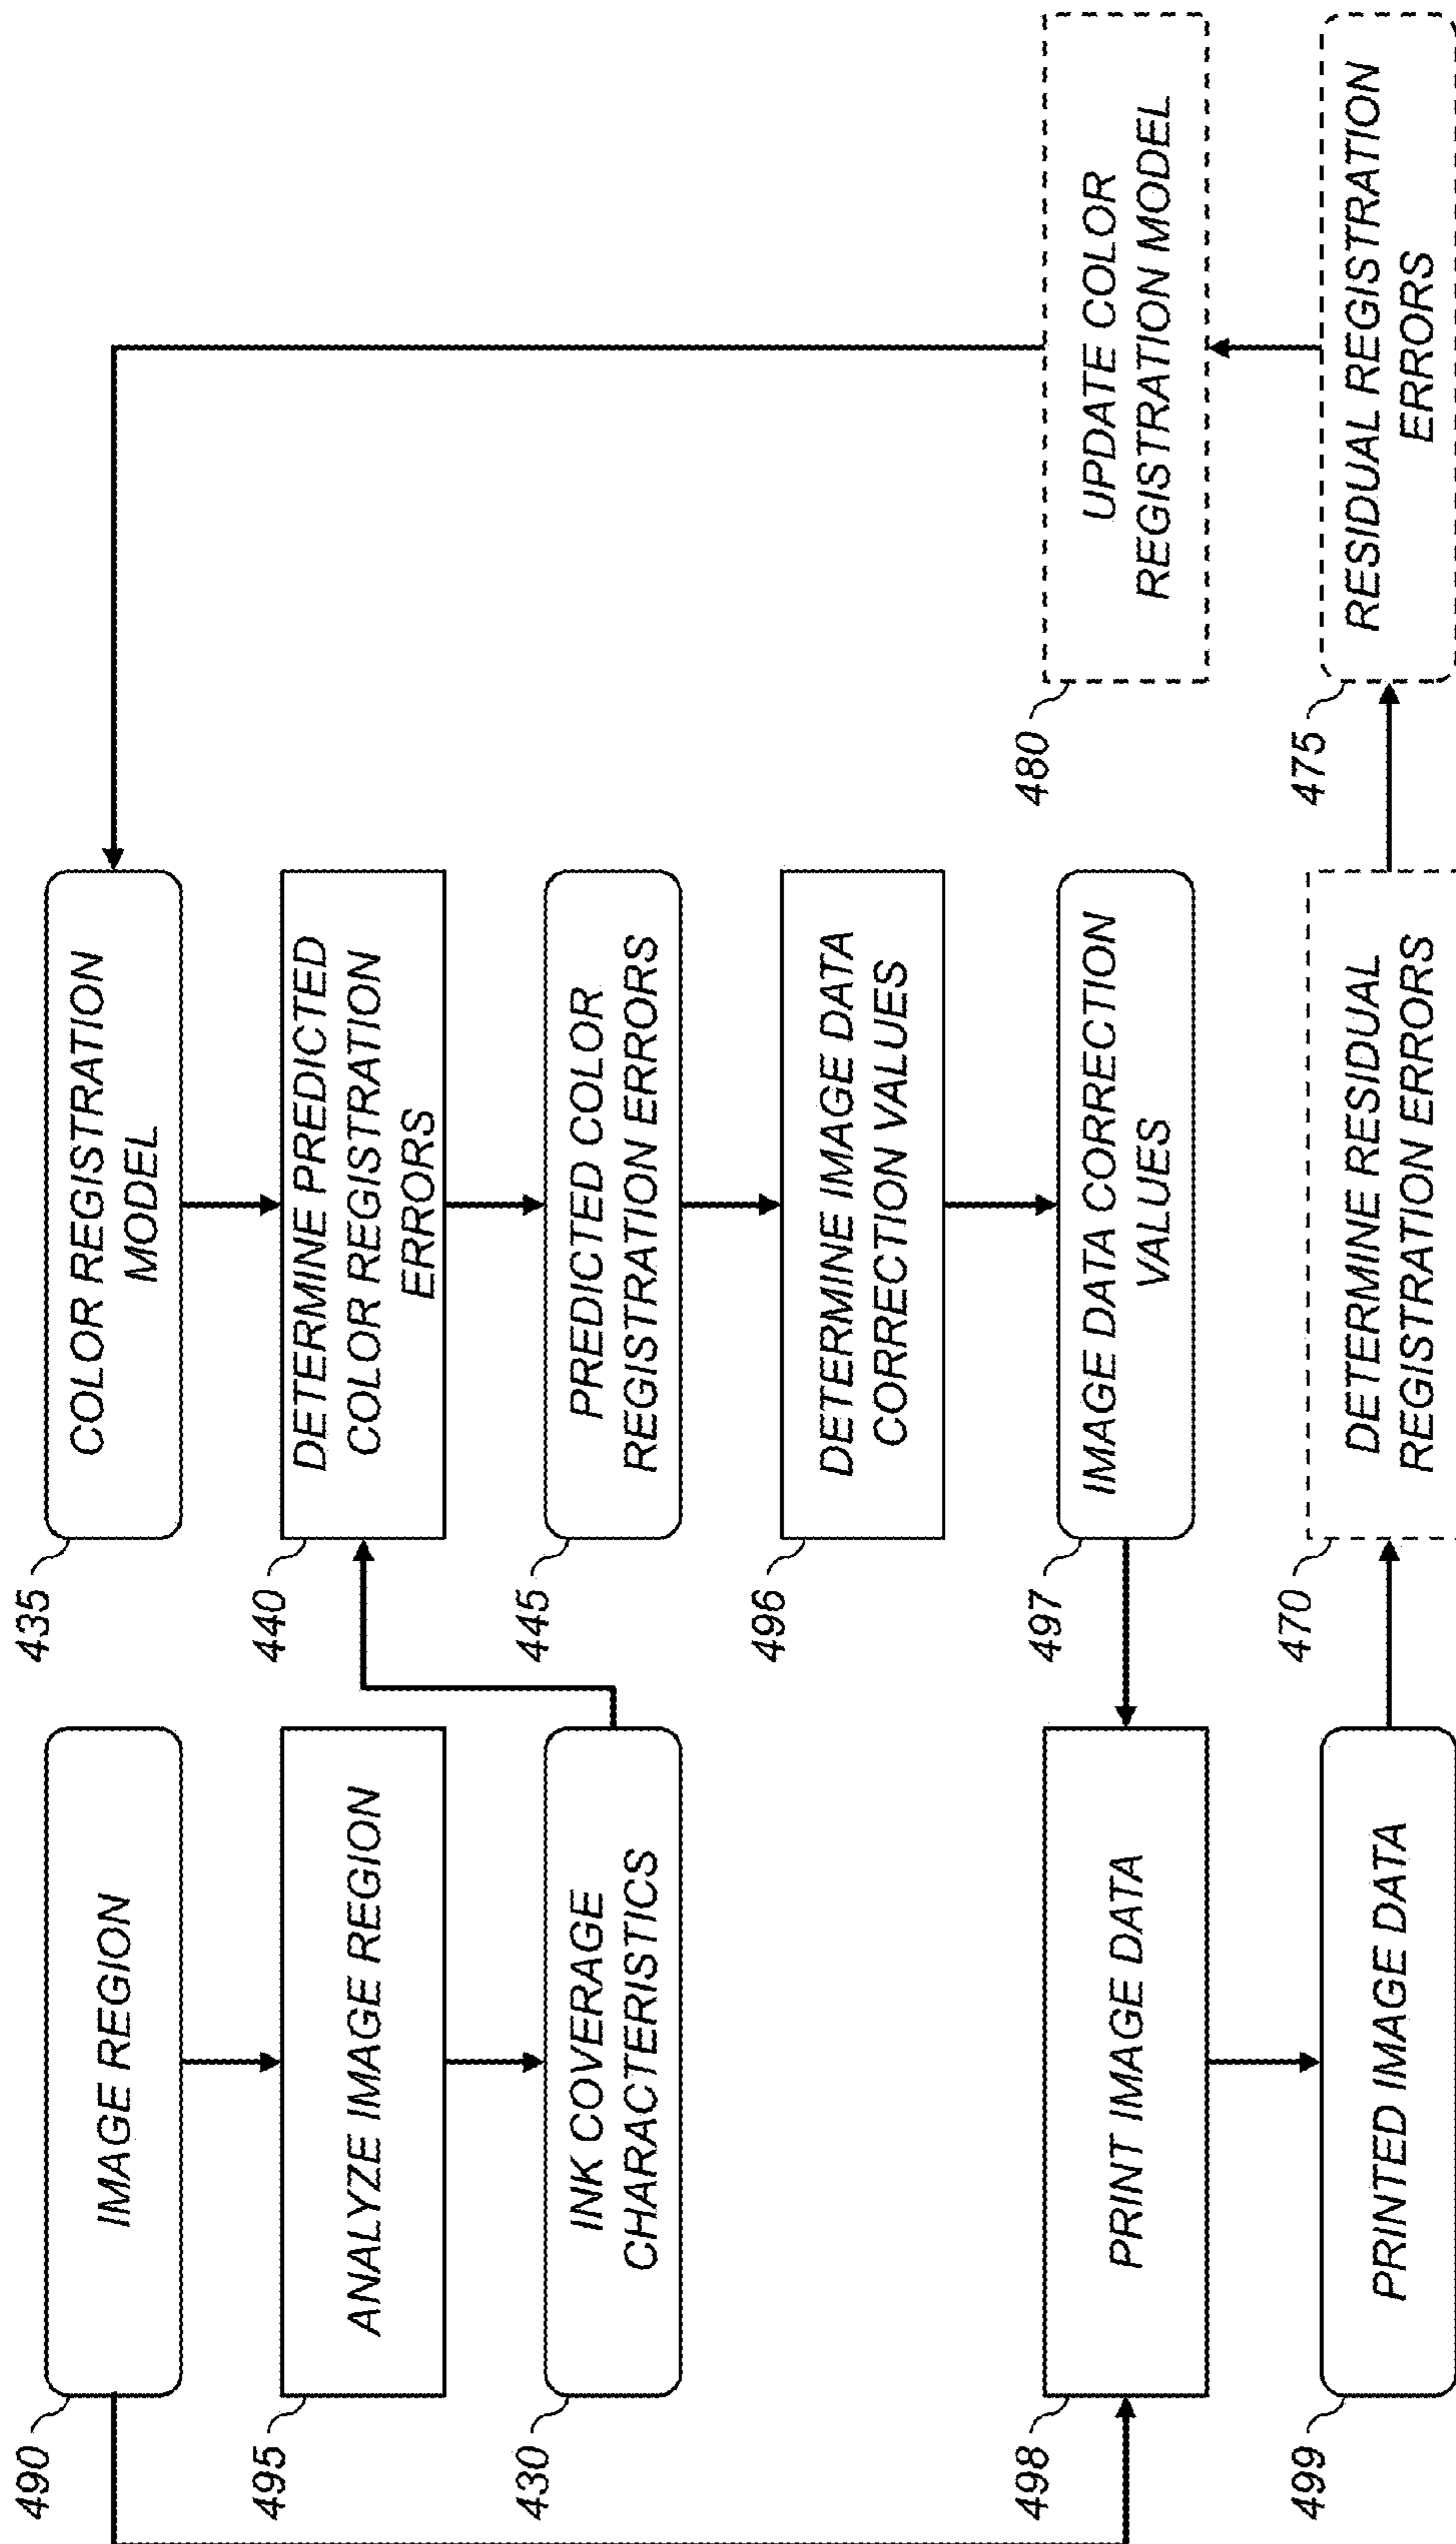 490
IMAGE REGION
495
ANALYZE IMAGE REGION
430
INK COVERAGE
CHARACTERISTICS
498
PRINT IMAGE DATA
499
PRINTED IMAGE DATA
435
COLOR REGISTRATION
MODEL
440
DETERMINE PREDICTED
COLOR REGISTRATION
ERRORS
445
PREDICTED COLOR
REGISTRATION ERRORS
496
DETERMINE IMAGE DATA
CORRECTION VALUES
497
IMAGE DATA CORRECTION
VALUES
470
DETERMINE RESIDUAL
REGISTRATION ERRORS
480
UPDATE COLOR
REGISTRATION MODEL
475
RESIDUAL REGISTRATION
ERRORS